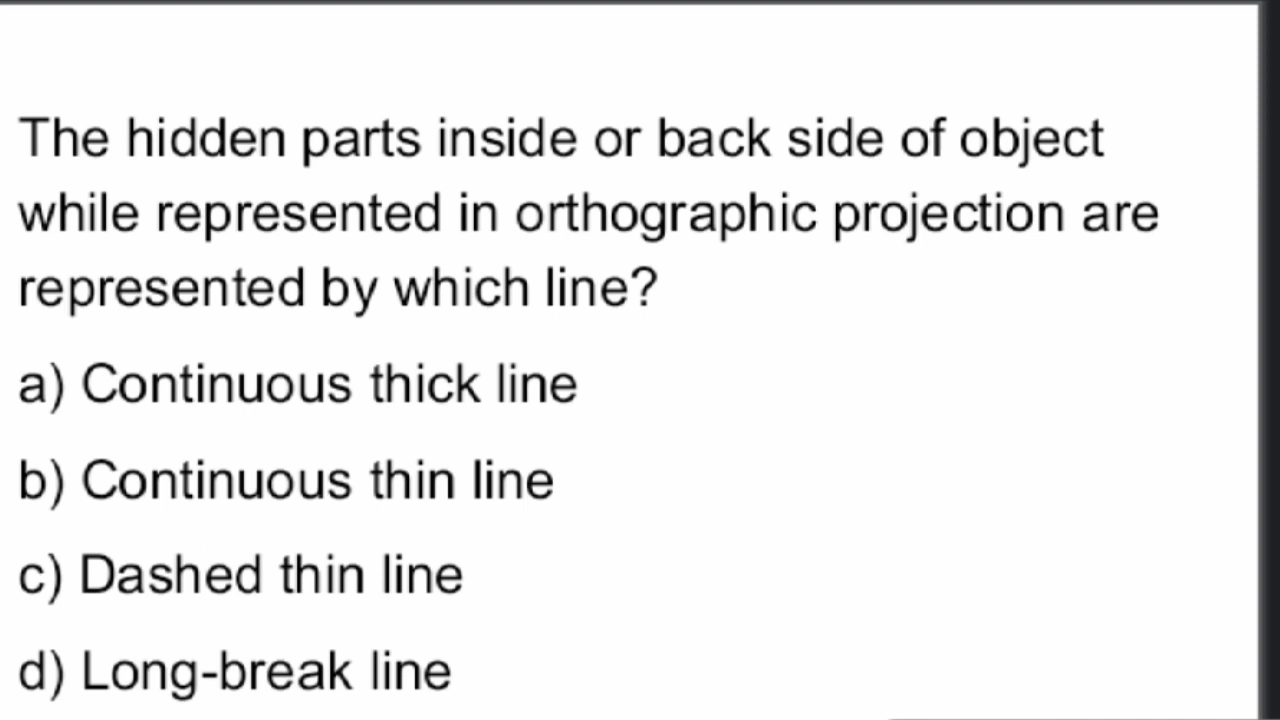 The hidden parts inside or back side of object
while represented in orthographic projection are
represented by which line?
a) Continuous thick line
b) Continuous thin line
c) Dashed thin line
d) Long-break line